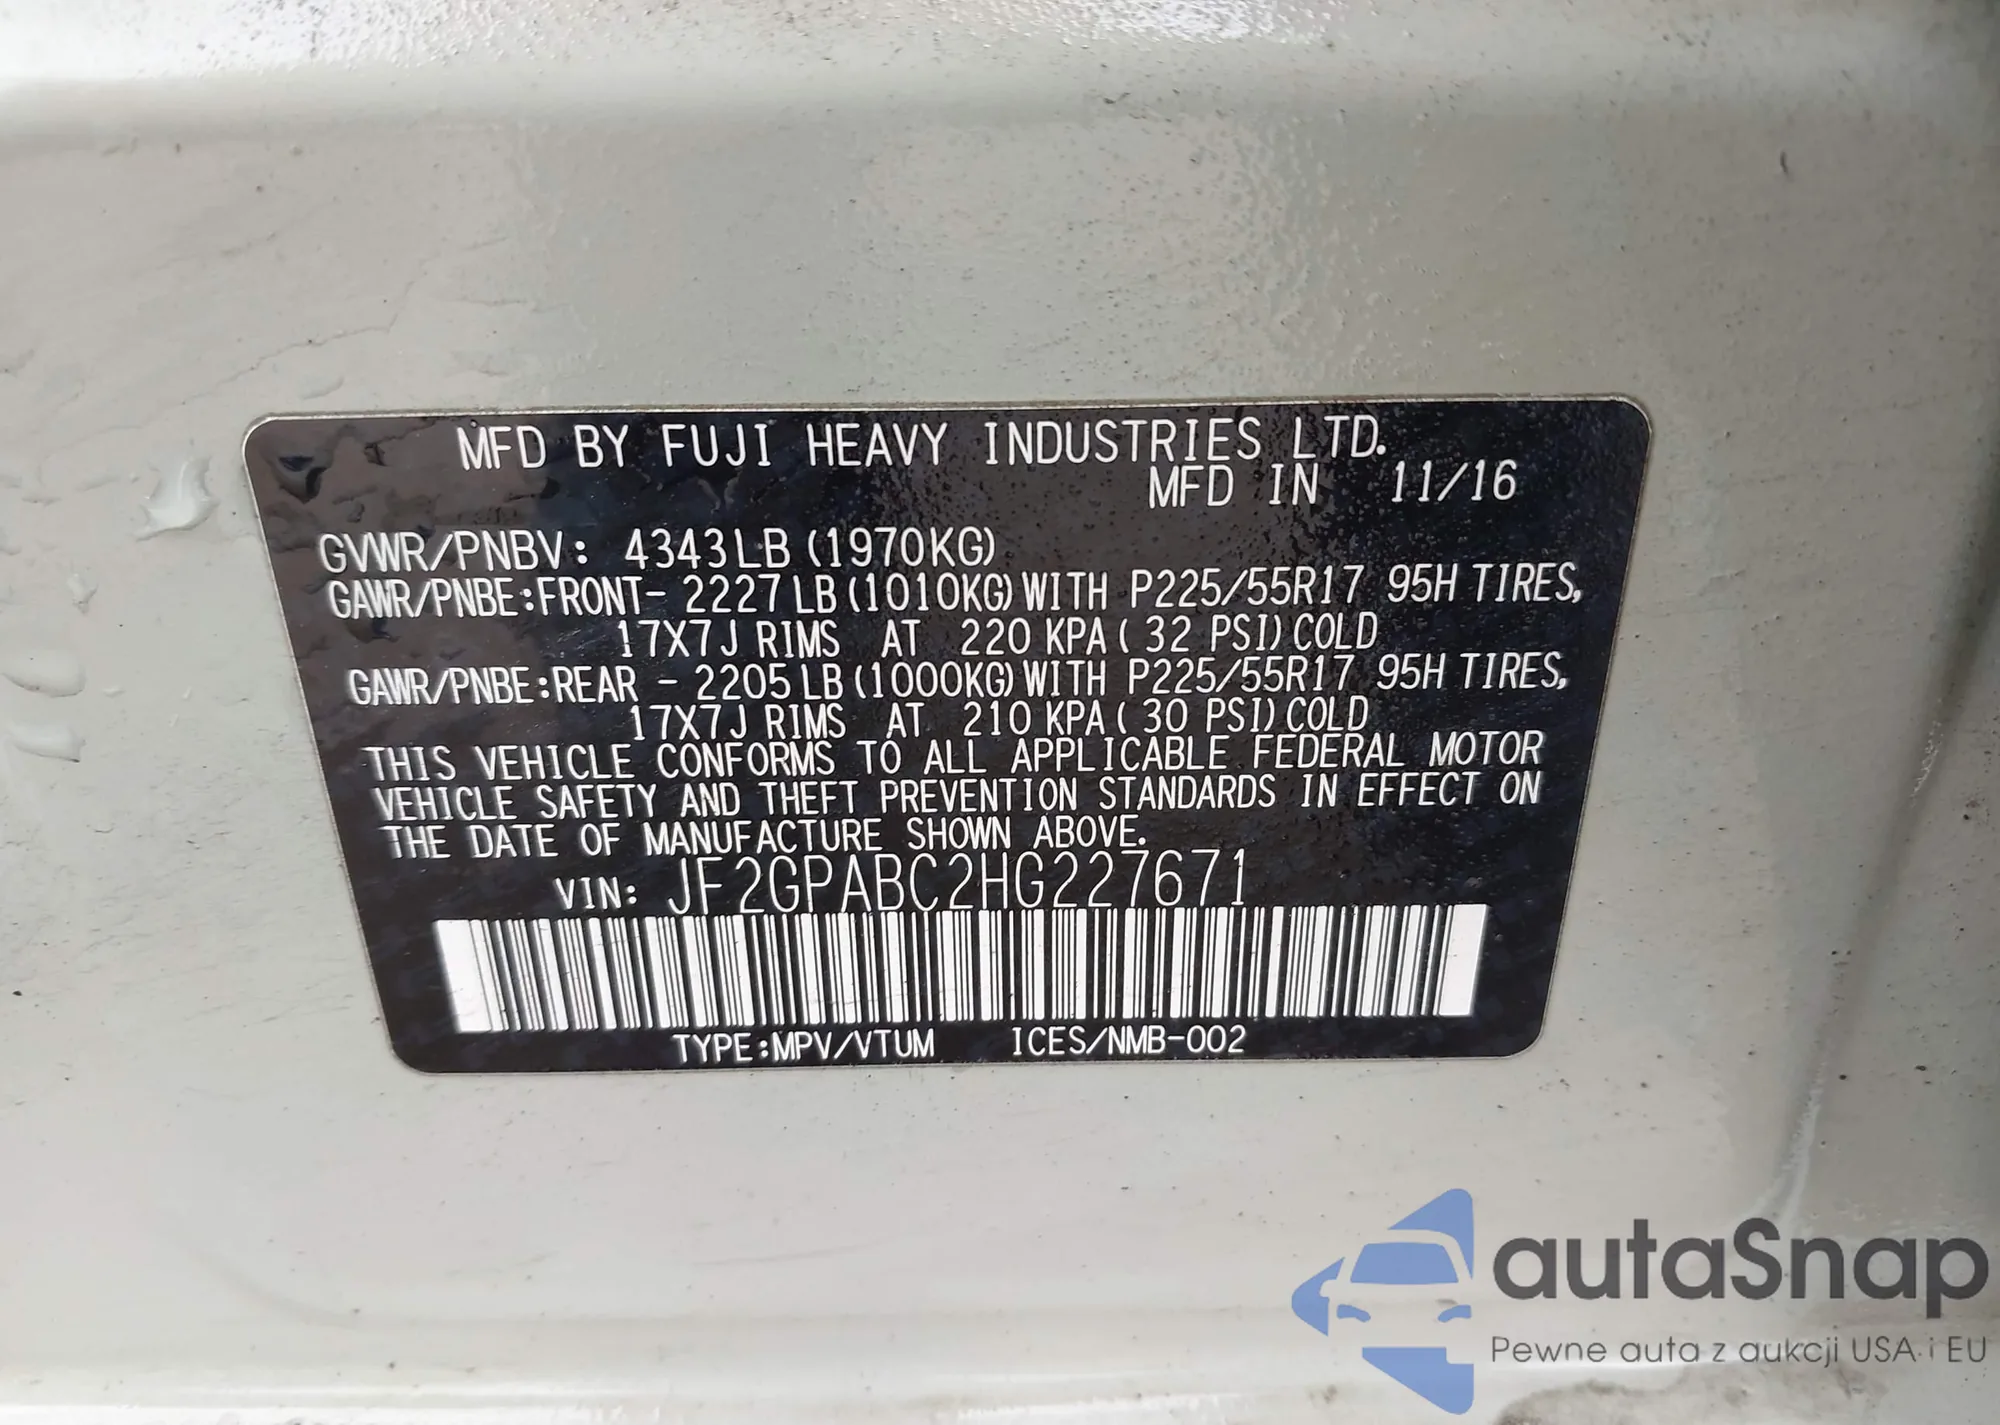 MFD BY FUJI HEAVY INDUSTRIES LTD.
MFD IN 11/16
GVWR/PNBV: 4343LB (1970KG)
GAWR/PNBE:FRONT- 2227LB (1010KG) WITH P225/55R17 95H TIRES,
17X7J RIMS AT 220 KPA ( 32 PSI) COLD
GAWR/PNBE:REAR - 2205LB (1000KG) WITH P225/55R17 95H TIRES,
17X7J RIMS AT 210 KPA ( 30 PSI) COLD
THIS VEHICLE CONFORMS TO ALL APPLICABLE FEDERAL MOTOR
VEHICLE SAFETY AND THEFT PREVENTION STANDARDS IN EFFECT ON
THE DATE OF MANUFACTURE SHOWN ABOVE.
VIN: JF2GPABC2HG227671
TYPE:MPV/VTUM ICES/NMB-002
autaSnap
Pewne auta z aukcji USA i EU